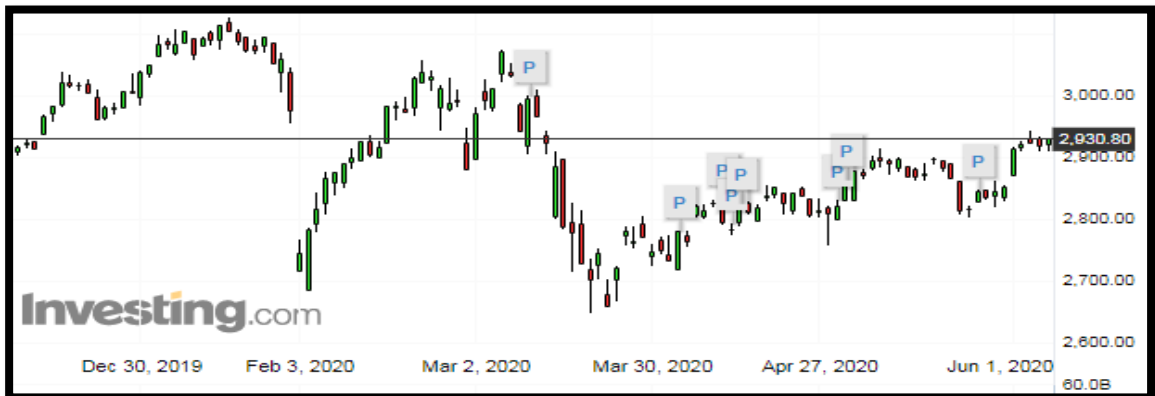 P
3,000.00
2,930.80
P
2,900.00
P
P
P
P
P
P
2,800.00
2,700.00
Investing.com
2,600.00
Dec 30, 2019 Feb 3, 2020 Mar 2, 2020 Mar 30, 2020 Apr 27, 2020 Jun 1, 2020
60.0B